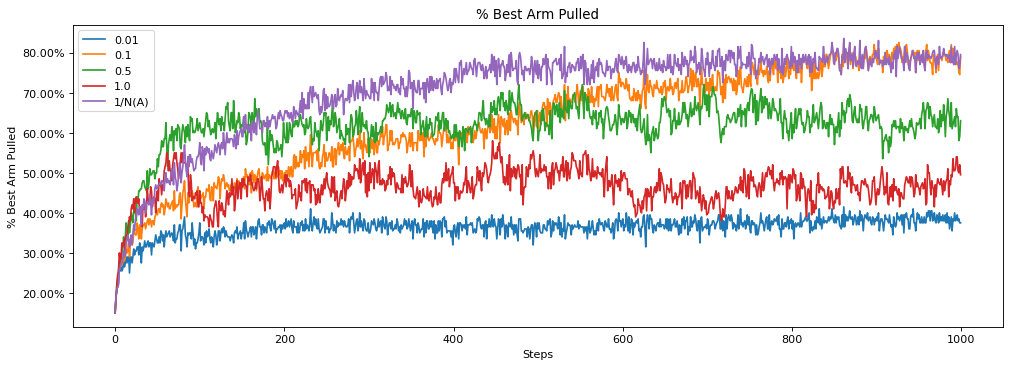 % Best Arm Pulled
0.01
0.1
0.5
1.0
1/N(A)
% Best Arm Pulled
80.00%
70.00%
60.00%
50.00%
40.00%
30.00%
20.00%
0 200 400 600 800 1000
Steps